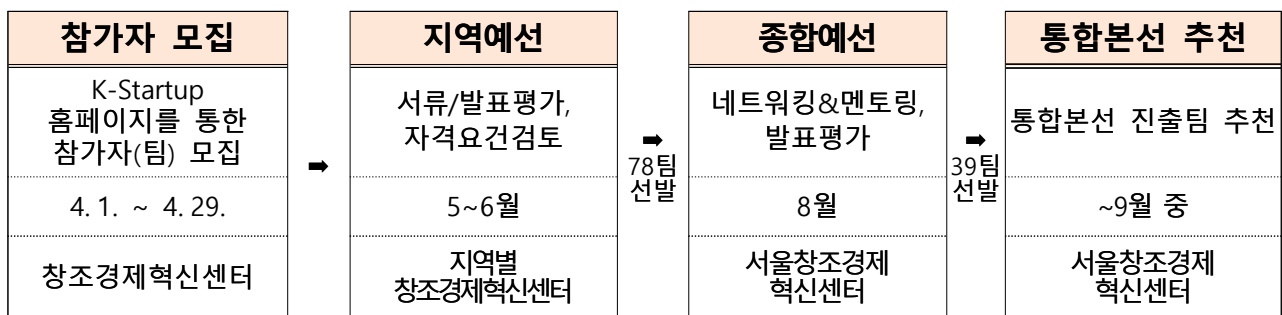 참가자 모집
K-Startup
홈페이지를 통한
참가자(팀) 모집
4. 1. ~ 4. 29.
창조경제혁신센터
➡
지역예선
서류/발표평가,
자격요건검토
5~6월
지역별
창조경제혁신센터
➡
78팀
선발
종합예선
네트워킹&멘토링,
발표평가
8월
서울창조경제
혁신센터
➡
39팀
선발
통합본선 추천
통합본선 진출팀 추천
~9월 중
서울창조경제
혁신센터